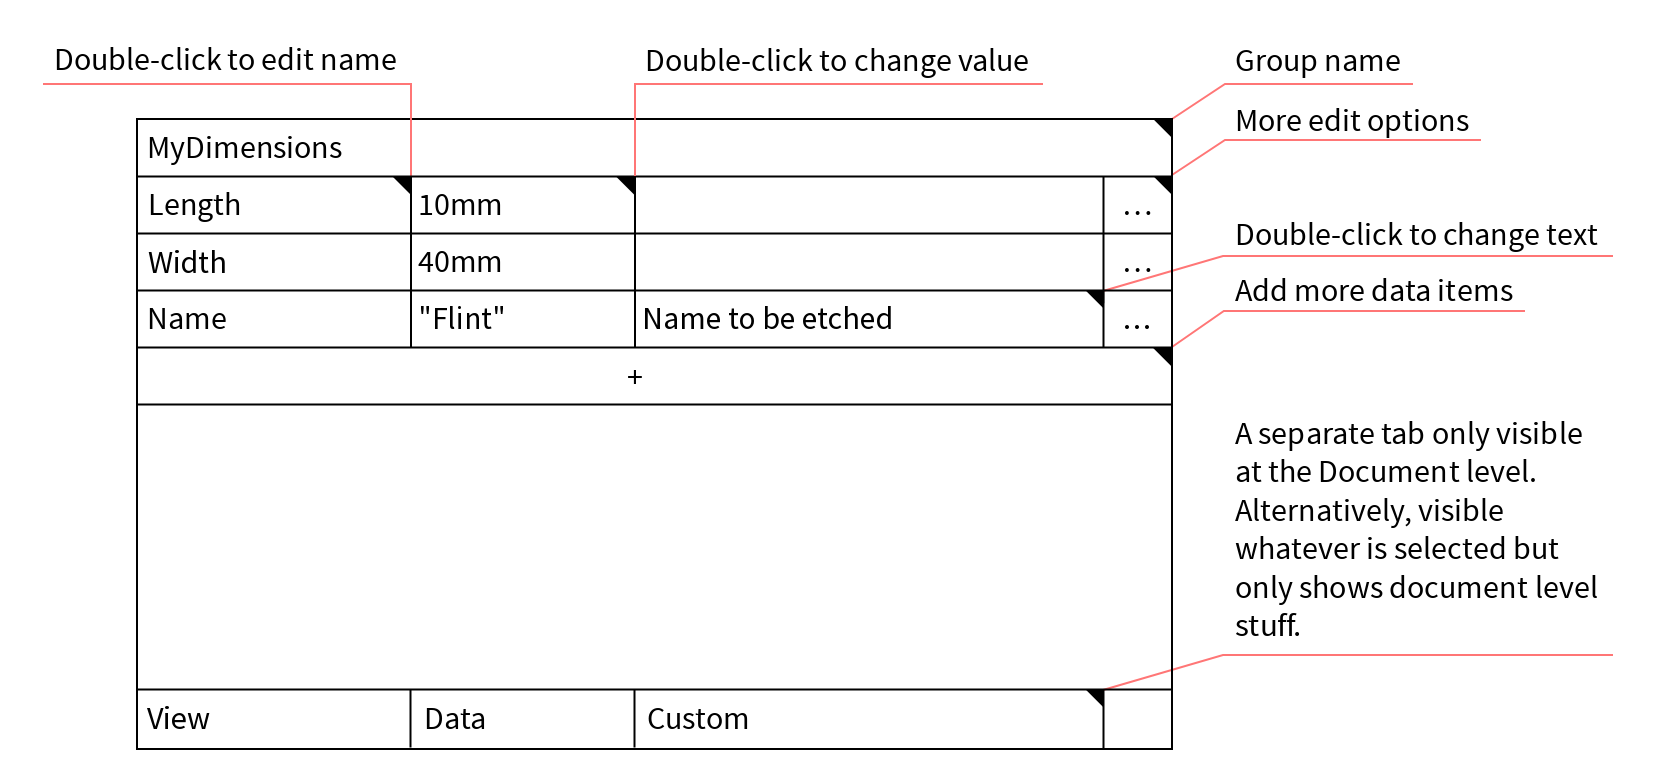 Double-click to edit name
Double-click to change value
Group name
More edit options
MyDimensions
Length
10mm
...
Double-click to change text
Width
40mm
...
Add more data items
Name
"Flint"
Name to be etched
...
+
A separate tab only visible
at the Document level.
Alternatively, visible
whatever is selected but
only shows document level
stuff.
View
Data
Custom